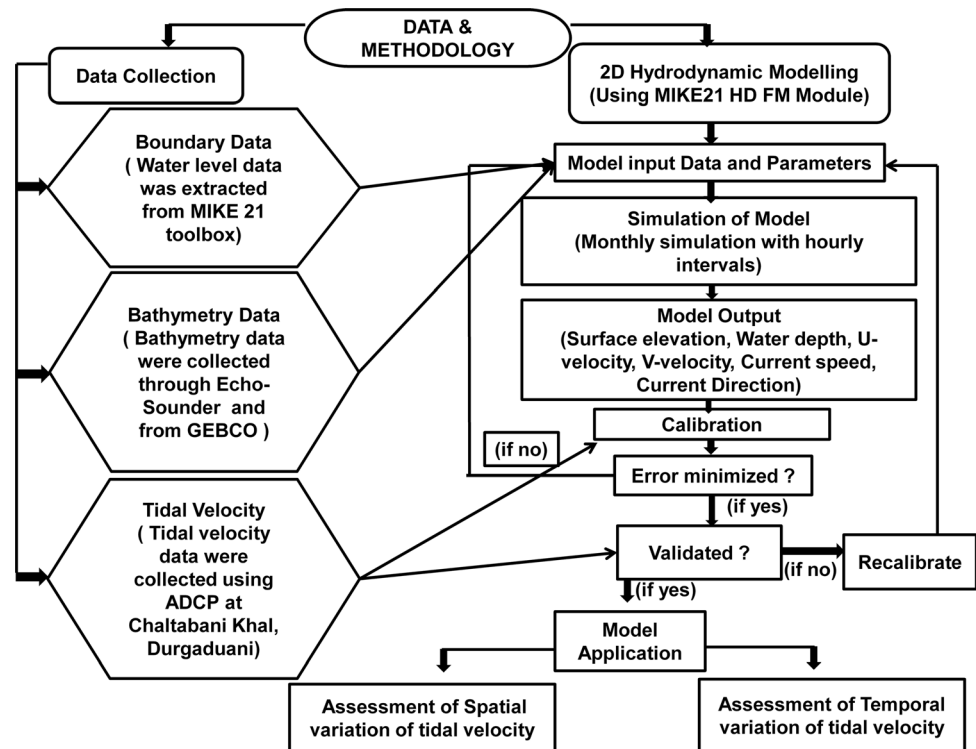 DATA &
METHODOLOGY
Data Collection
Boundary Data
( Water level data
was extracted
from MIKE 21
toolbox)
Bathymetry Data
( Bathymetry data
were collected
through Echo-
Sounder and
from GEBCO )
Tidal Velocity
( Tidal velocity
data were
collected using
ADCP at
Chaltabani Khal,
Durgaduani)
2D Hydrodynamic Modelling
(Using MIKE21 HD FM Module)
Model input Data and Parameters
Simulation of Model
(Monthly simulation with hourly
intervals)
Model Output
(Surface elevation, Water depth, U-
velocity, V-velocity, Current speed,
Current Direction)
Calibration
(if no)
Error minimized ?
(if yes)
Validated ?
(if no)
Recalibrate
(if yes)
Model
Application
Assessment of Spatial
variation of tidal velocity
Assessment of Temporal
variation of tidal velocity